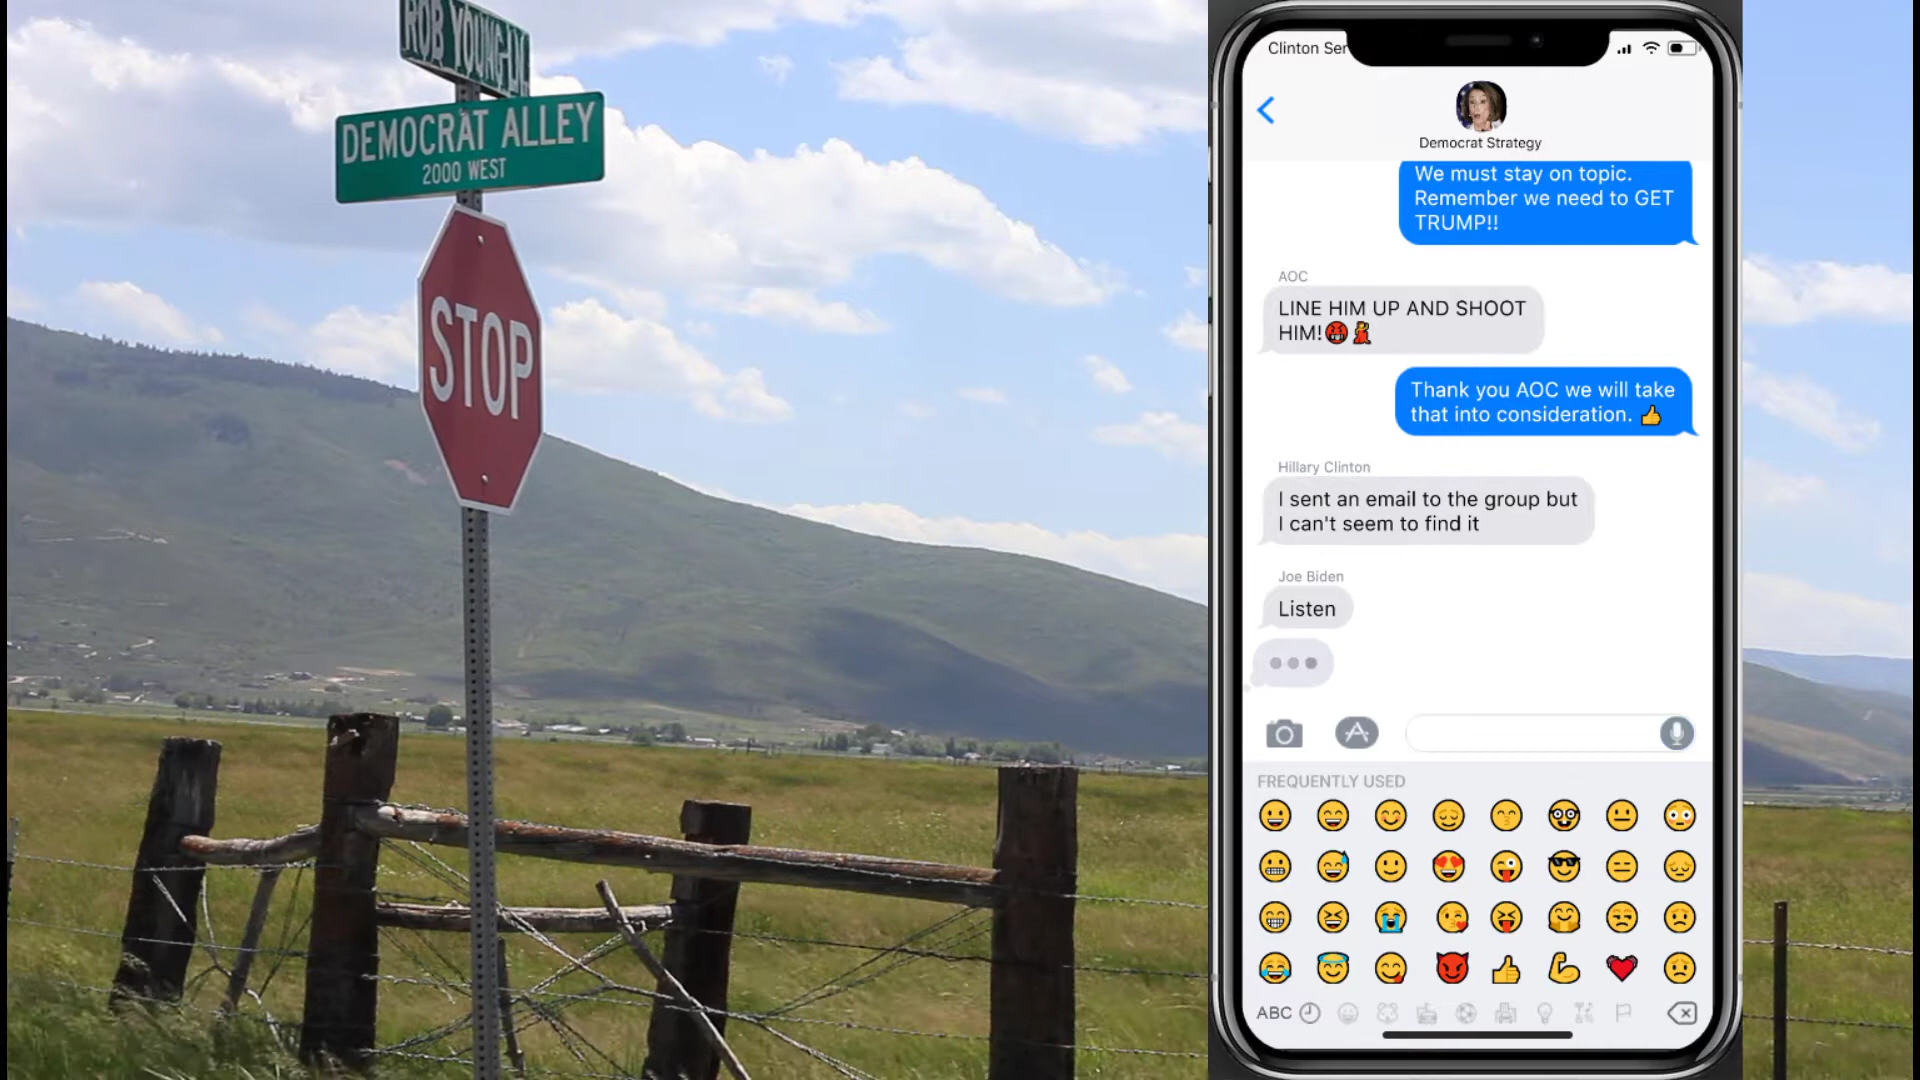 ROB YOUNG LN
DEMOCRAT ALLEY
2000 WEST
STOP
Clinton Ser
Democrat Strategy
We must stay on topic.
Remember we need to GET
TRUMP!!
AOC
LINE HIM UP AND SHOOT
HIM!🤬💃
Thank you AOC we will take
that into consideration. 👍
Hillary Clinton
I sent an email to the group but
I can't seem to find it
Joe Biden
Listen
FREQUENTLY USED
ABC